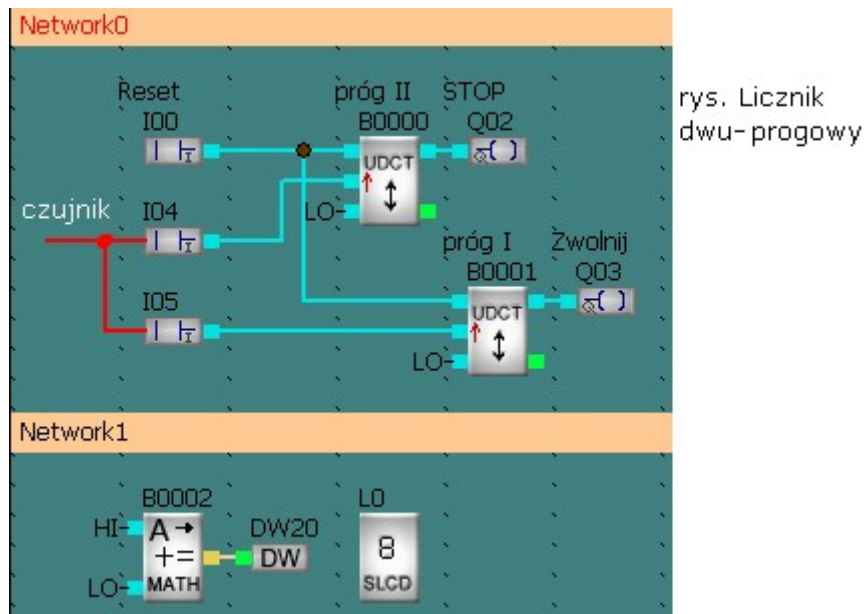 Network0
Reset
próg II
STOP
I00
B0000
Q02
UDCT
LO
rys. Licznik
dwu-progowy
czujnik
I04
próg I
Zwolnij
B0001
Q03
I05
UDCT
LO
Network1
B0002
L0
HI
A
DW20
8
+=
DW
LO
MATH
SLCD